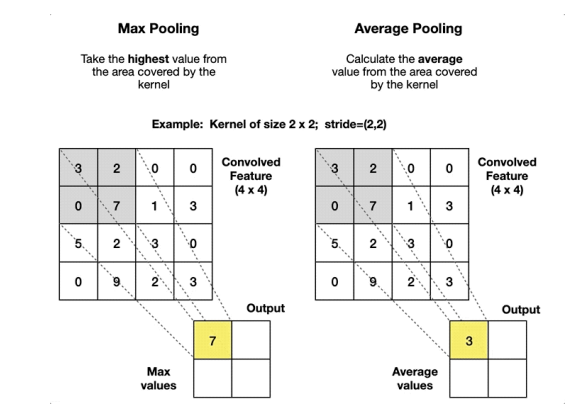 Max Pooling
Take the highest value from
the area covered by the
kernel
Average Pooling
Calculate the average
value from the area covered
by the kernel
Example: Kernel of size 2 x 2; stride=(2,2)
3 2 0 0
0 7 1 3
5 2 3 0
0 9 2 3
Convolved
Feature
(4 x 4)
Output
7
Max
values
3 2 0 0
0 7 1 3
5 2 3 0
0 9 2 3
Convolved
Feature
(4 x 4)
Output
3
Average
values